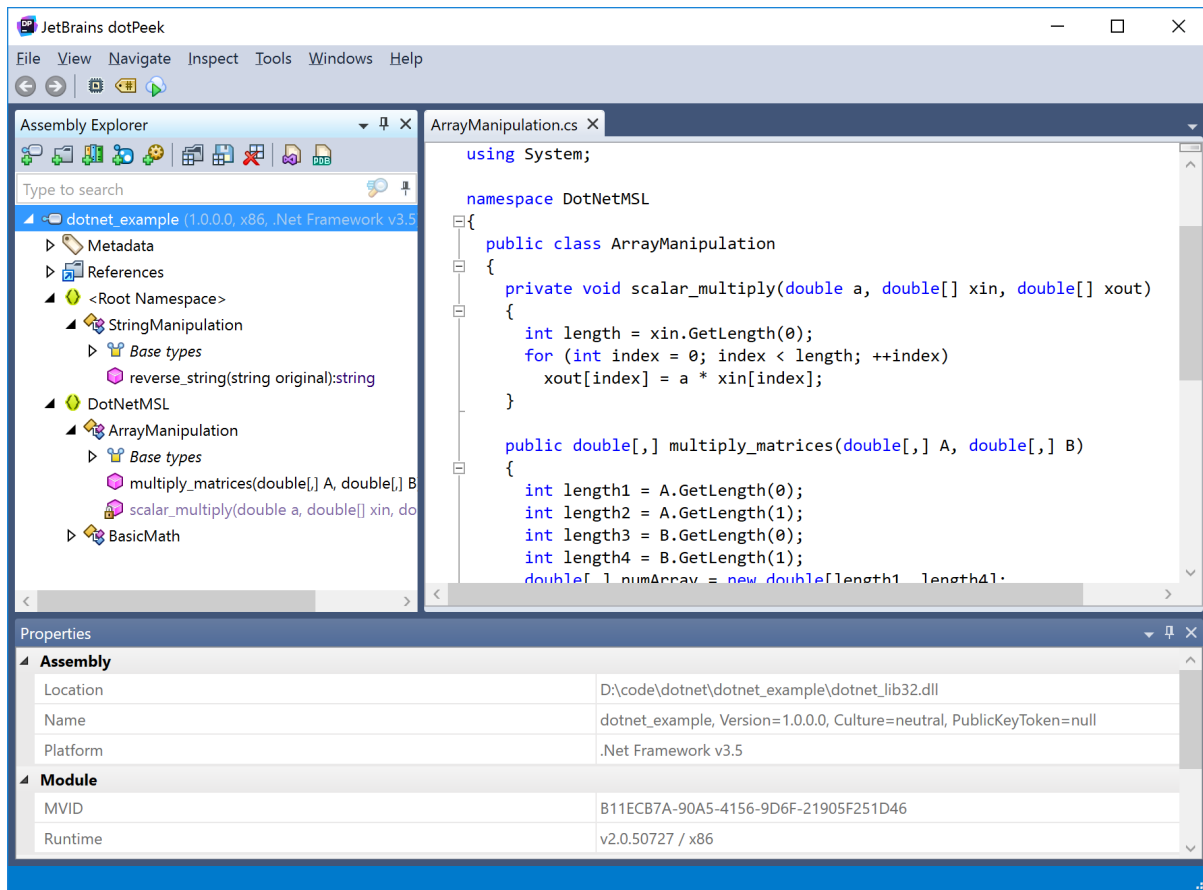 JetBrains dotPeek
File View Navigate Inspect Tools Windows Help
Assembly Explorer
Type to search
dotnet_example (1.0.0.0, x86, .Net Framework v3.5
Metadata
References
<Root Namespace>
StringManipulation
Base types
reverse_string(string original):string
DotNetMSL
ArrayManipulation
Base types
multiply_matrices(double[,] A, double[,] B
scalar_multiply(double a, double[] xin, do
BasicMath
ArrayManipulation.cs
using System;
namespace DotNetMSL
{
public class ArrayManipulation
{
private void scalar_multiply(double a, double[] xin, double[] xout)
{
int length = xin.GetLength(0);
for (int index = 0; index < length; ++index)
xout[index] = a * xin[index];
}
public double[,] multiply_matrices(double[,] A, double[,] B)
{
int length1 = A.GetLength(0);
int length2 = A.GetLength(1);
int length3 = B.GetLength(0);
int length4 = B.GetLength(1);
double[,] numArray = new double[length1, length4];
Properties
Assembly
Location D:\code\dotnet\dotnet_example\dotnet_lib32.dll
Name dotnet_example, Version=1.0.0.0, Culture=neutral, PublicKeyToken=null
Platform .Net Framework v3.5
Module
MVID B11ECB7A-90A5-4156-9D6F-21905F251D46
Runtime v2.0.50727 / x86